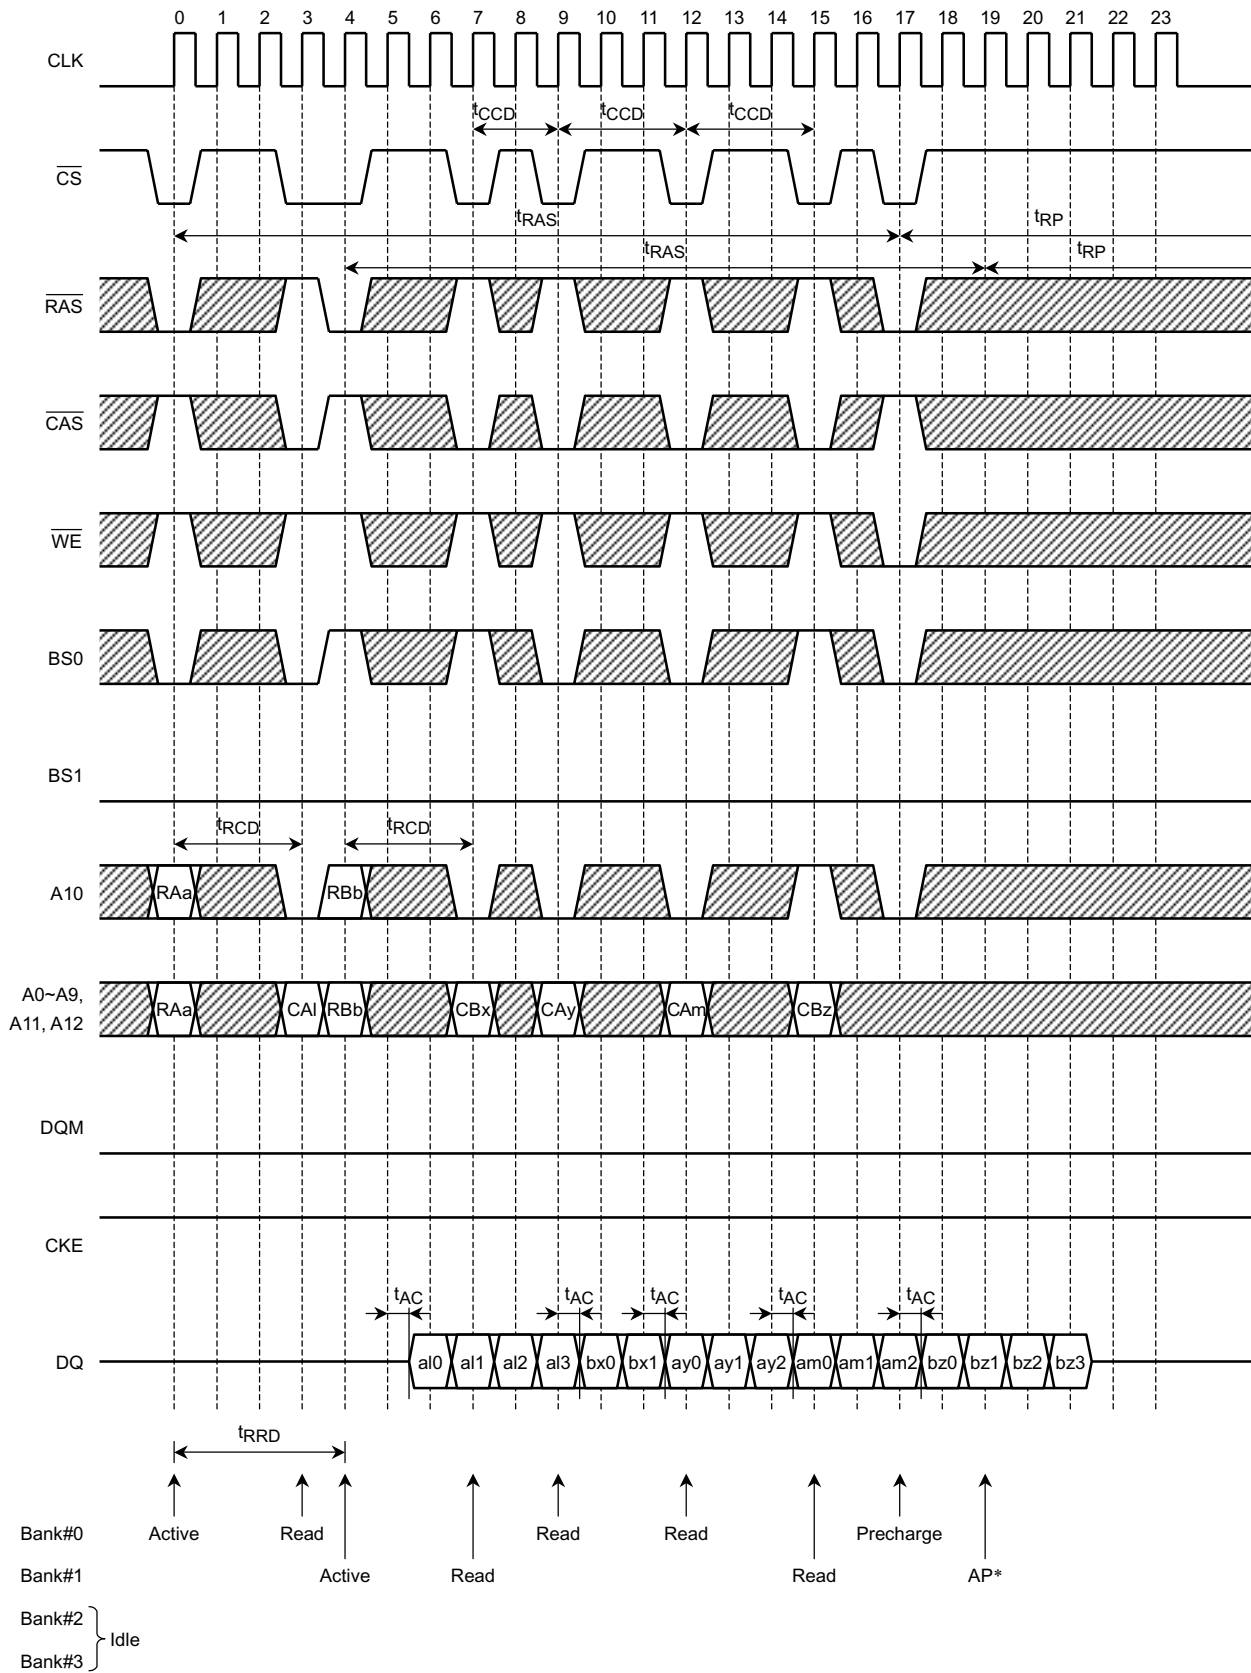 0 1 2 3 4 5 6 7 8 9 10 11 12 13 14 15 16 17 18 19 20 21 22 23
CLK
tCCD tCCD tCCD
CS
tRAS tRP
tRAS tRP
RAS
CAS
WE
BS0
BS1
tRCD tRCD
A10 RAa RBb
A0~A9,
A11, A12
RAa CAl RBb CBx CAy CAm CBz
DQM
CKE
tAC tAC tAC tAC tAC
DQ al0 al1 al2 al3 bx0 bx1 ay0 ay1 ay2 am0 am1 am2 bz0 bz1 bz2 bz3
tRRD
Bank#0 Active Read Read Read Precharge
Bank#1 Active Read Read AP*
Bank#2
Idle
Bank#3